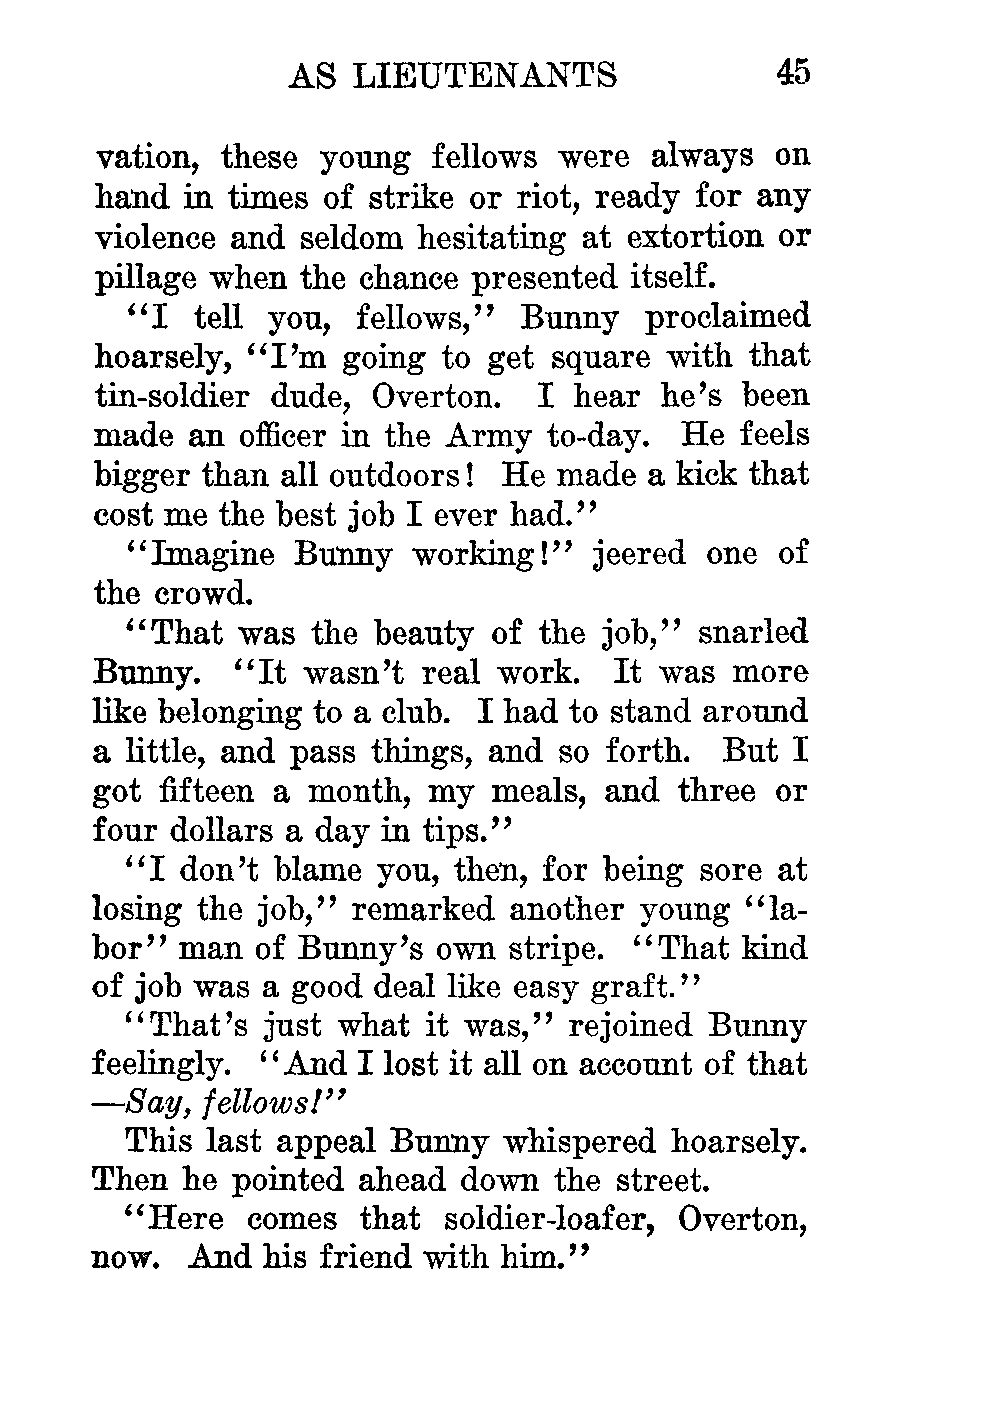 AS LIEUTENANTS 45
vation, these young fellows were always on
hand in times of strike or riot, ready for any
violence and seldom hesitating at extortion or
pillage when the chance presented itself.
“I tell you, fellows,” Bunny proclaimed
hoarsely, “I’m going to get square with that
tin-soldier dude, Overton. I hear he’s been
made an officer in the Army to-day. He feels
bigger than all outdoors! He made a kick that
cost me the best job I ever had.”
“Imagine Bunny working!” jeered one of
the crowd.
“That was the beauty of the job,” snarled
Bunny. “It wasn’t real work. It was more
like belonging to a club. I had to stand around
a little, and pass things, and so forth. But I
got fifteen a month, my meals, and three or
four dollars a day in tips.”
“I don’t blame you, then, for being sore at
losing the job,” remarked another young “la-
bor” man of Bunny’s own stripe. “That kind
of job was a good deal like easy graft.”
“That’s just what it was,” rejoined Bunny
feelingly. “And I lost it all on account of that
—Say, fellows!”
This last appeal Bunny whispered hoarsely.
Then he pointed ahead down the street.
“Here comes that soldier-loafer, Overton,
now. And his friend with him.”